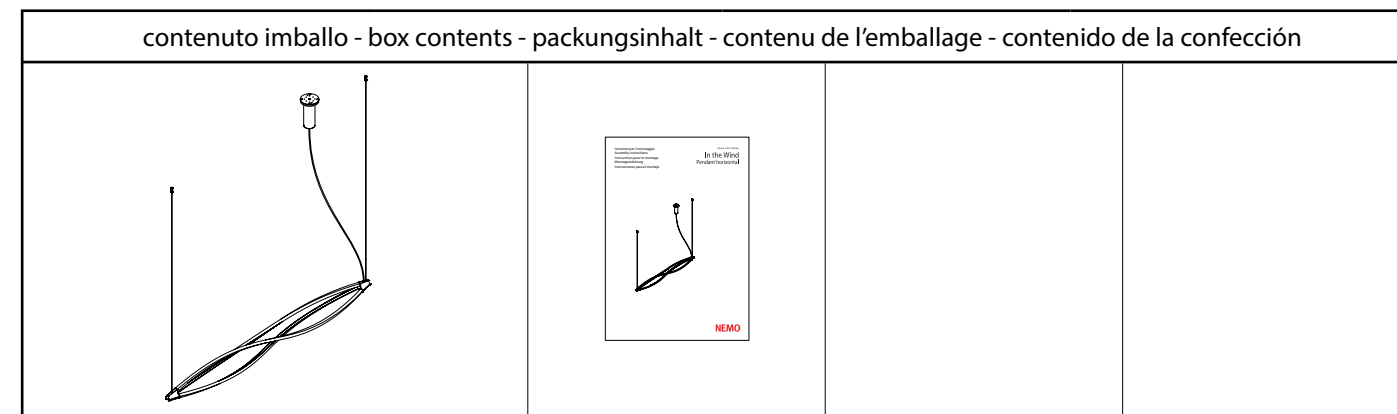 contenuto imballo - box contents - packungsinhalt - contenu de l'emballage - contenido de la confección
In the Wind
Pendant horizontal
NEMO